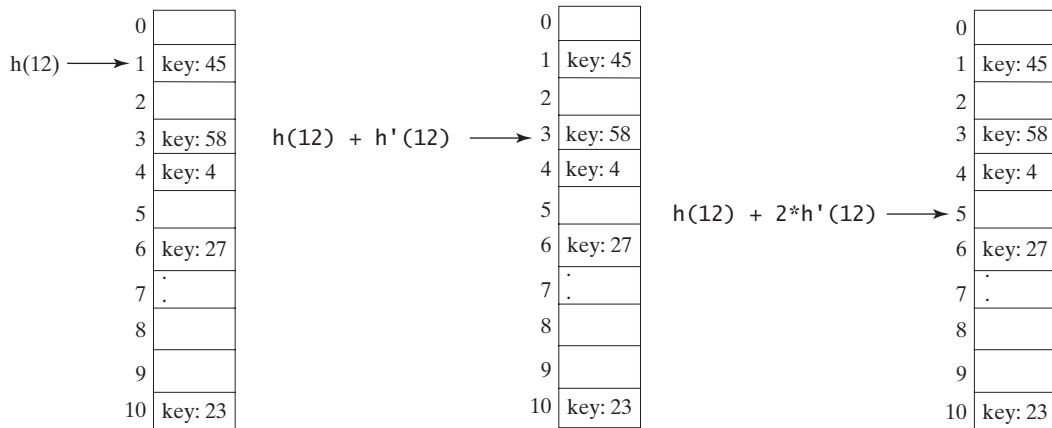 0
h(12)
1 key: 45
2
3 key: 58
4 key: 4
5
6 key: 27
7 :
8
9
10 key: 23
h(12) + h'(12)
0
1 key: 45
2
3 key: 58
4 key: 4
5
6 key: 27
7 :
8
9
10 key: 23
h(12) + 2*h'(12)
0
1 key: 45
2
3 key: 58
4 key: 4
5
6 key: 27
7 :
8
9
10 key: 23